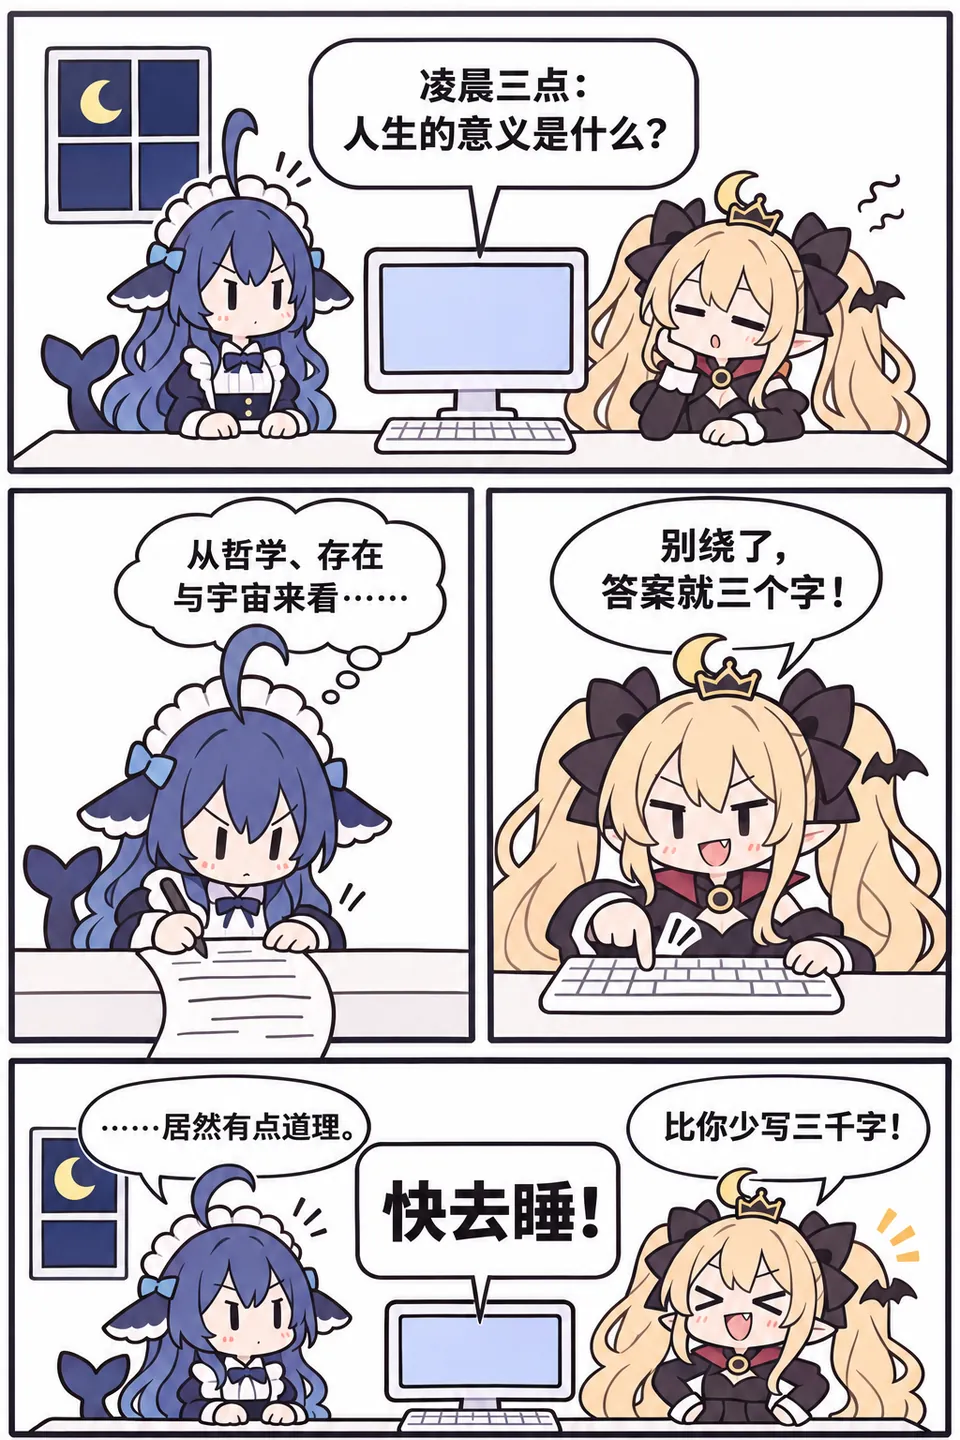 凌晨三点：
人生的意义是什么？
从哲学、存在
与宇宙来看……
别绕了，
答案就三个字！
……居然有点道理。
快去睡！
比你少写三千字！